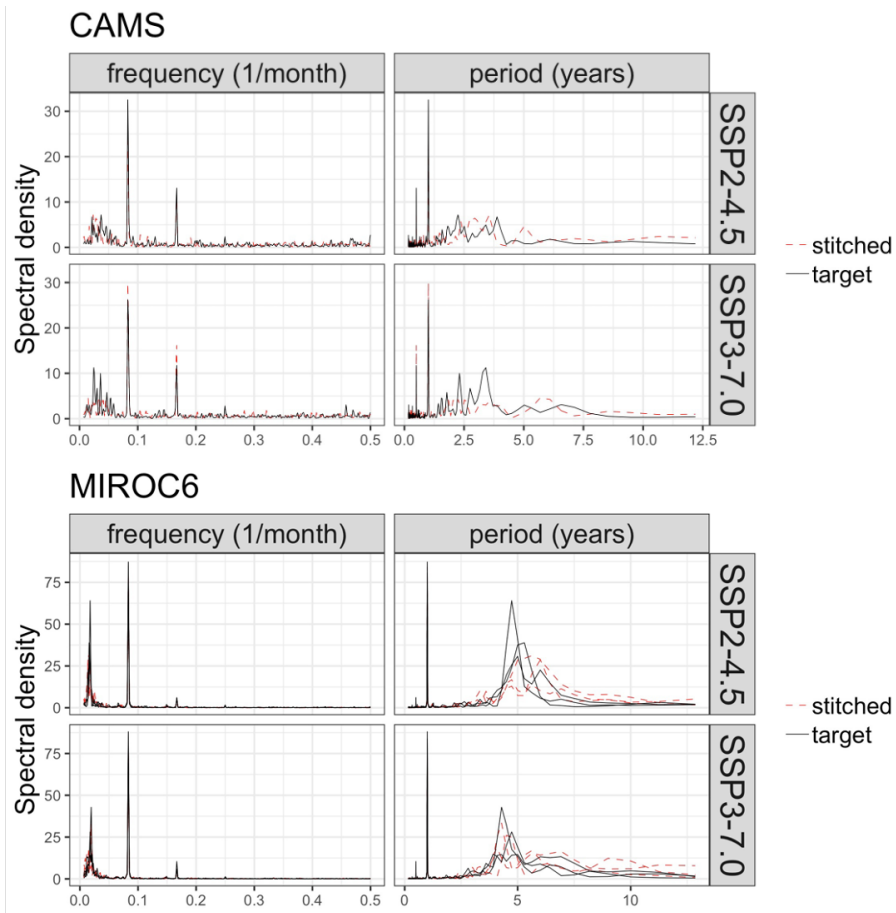 CAMS
frequency (1/month)
period (years)
Spectral density
30
20
10
0
SSP2-4.5
30
20
10
0
SSP3-7.0
0.0 0.1 0.2 0.3 0.4 0.5
0.0 2.5 5.0 7.5 10.0 12.5
stitched
target
MIROC6
frequency (1/month)
period (years)
Spectral density
75
50
25
0
SSP2-4.5
75
50
25
0
SSP3-7.0
0.0 0.1 0.2 0.3 0.4 0.5
0 5 10
stitched
target